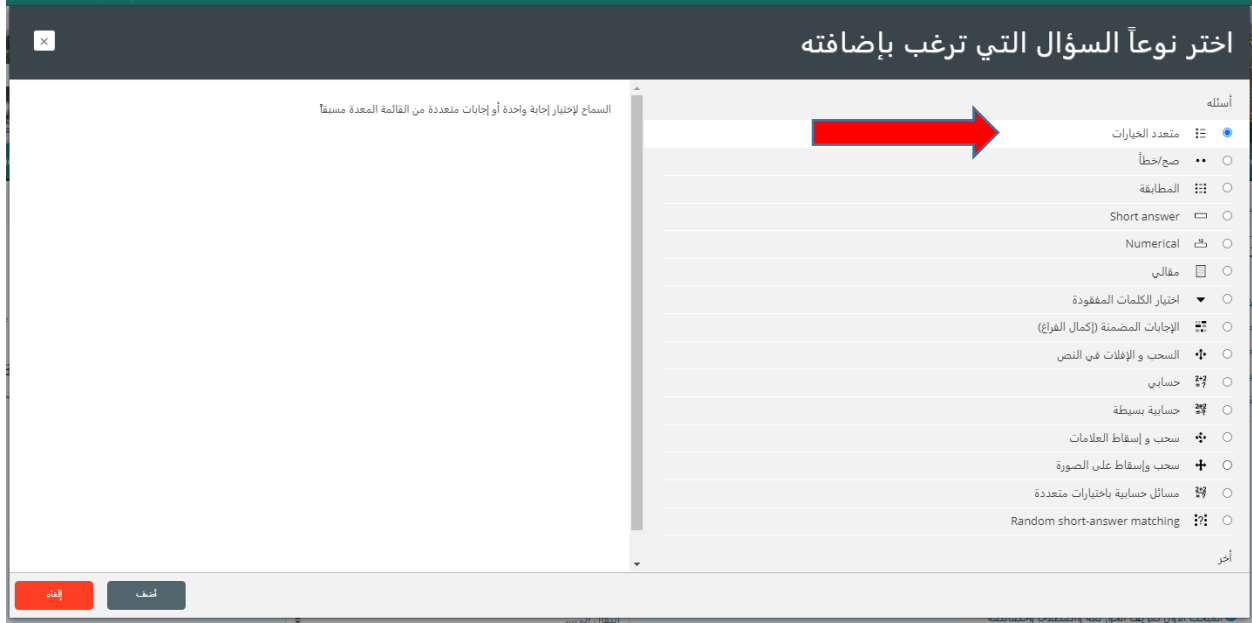 اختر نوعاً السؤال التي ترغب بإضافته
×
أسئله
متعدد الخيارات
صح/خطأ
المطابقة
Short answer
Numerical
مقالي
اختيار الكلمات المفقودة
الإجابات المضمنة (إكمال الفراغ)
السحب و الإفلات في النص
حسابي
حسابية بسيطة
سحب و إسقاط العلامات
سحب وإسقاط على الصورة
مسائل حسابية باختيارات متعددة
Random short-answer matching
أخر
السماح لإختيار إجابة واحدة أو إجابات متعددة من القائمة المعدة مسبقاً
أضف
إلغاء